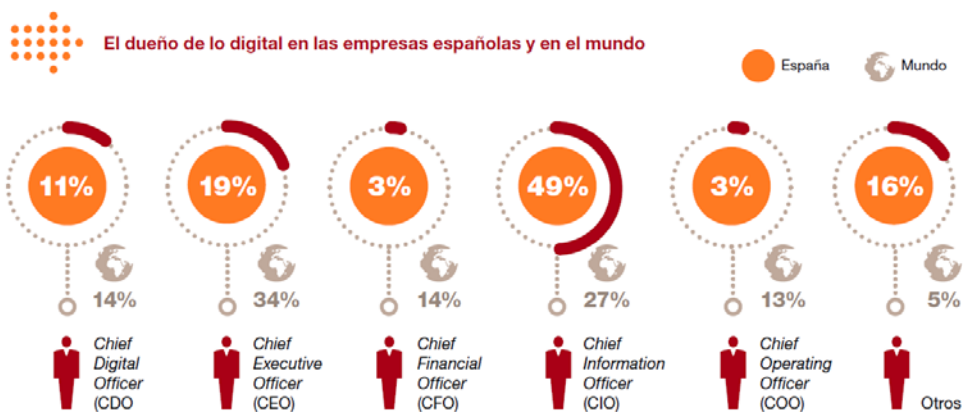 El dueño de lo digital en las empresas españolas y en el mundo
España
Mundo
11%
19%
3%
49%
3%
16%
14%
34%
14%
27%
13%
5%
Chief
Digital
Officer
(CDO
Chief
Executive
Officer
(CEO)
Chief
Financial
Officer
(CFO)
Chief
Information
Officer
(CIO)
Chief
Operating
Officer
(COO)
Otros